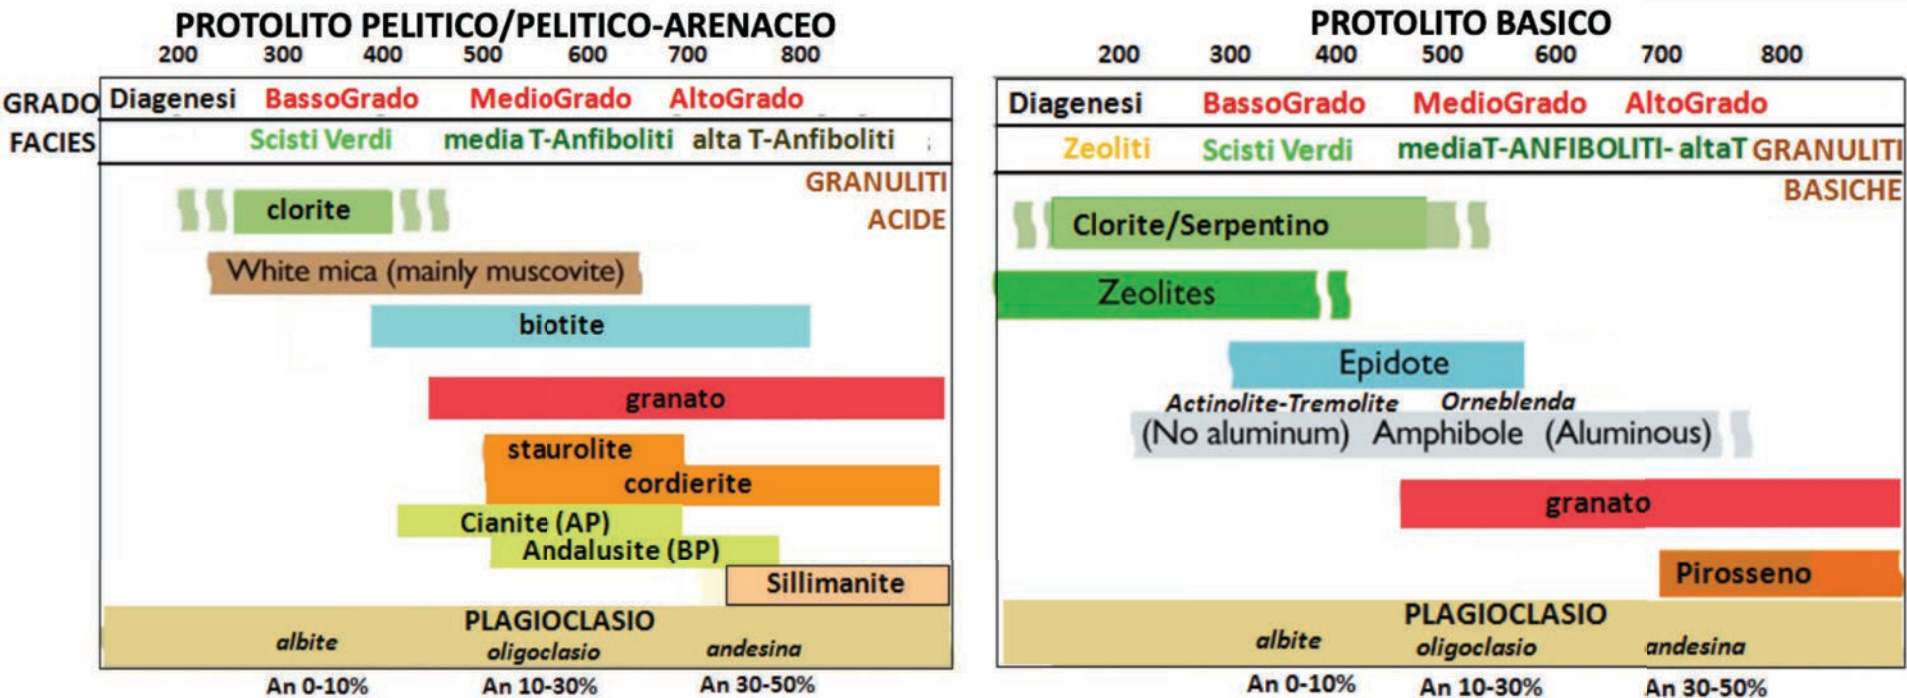 PROTOLITO PELITICO/PELITICO-ARENACEO
200 300 400 500 600 700 800
GRADO Diagenesi BassoGrado MedioGrado AltoGrado
FACIES Scisti Verdi media T-Anfiboliti alta T-Anfiboliti
GRANULITI
ACIDE
clorite
White mica (mainly muscovite)
biotite
granato
staurolite
cordierite
Cianite (AP)
Andalusite (BP)
Sillimanite
PLAGIOCLASIO
albite oligoclasio andesina
An 0-10% An 10-30% An 30-50%
PROTOLITO BASICO
200 300 400 500 600 700 800
Diagenesi BassoGrado MedioGrado AltoGrado
Zeoliti Scisti Verdi mediaT-ANFIBOLITI- altaT GRANULITI
BASICHE
Clorite/Serpentino
Zeolites
Epidote
Actinolite-Tremolite Orneblenda
(No aluminum) Amphibole (Aluminous)
granato
Pirosseno
PLAGIOCLASIO
albite oligoclasio andesina
An 0-10% An 10-30% An 30-50%